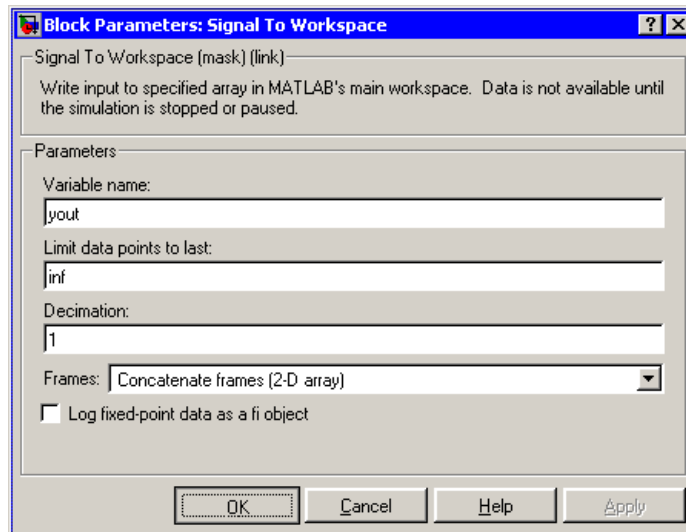 Block Parameters: Signal To Workspace
Signal To Workspace (mask) (link)
Write input to specified array in MATLAB's main workspace. Data is not available until
the simulation is stopped or paused.
Parameters
Variable name:
yout
Limit data points to last:
inf
Decimation:
1
Frames: Concatenate frames (2-D array)
Log fixed-point data as a fi object
OK Cancel Help Apply